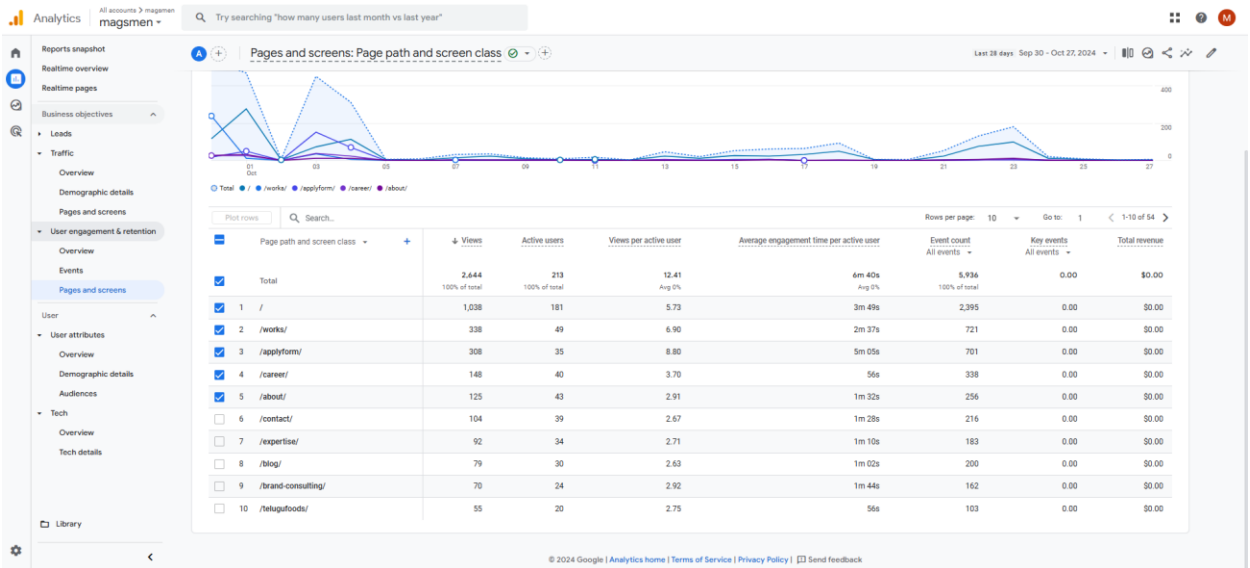 Analytics
All accounts > magsmen
magsmen
Try searching "how many users last month vs last year"
M
Reports snapshot
Realtime overview
Realtime pages
Business objectives
Leads
Traffic
Overview
Demographic details
Pages and screens
User engagement & retention
Overview
Events
Pages and screens
User
User attributes
Overview
Demographic details
Audiences
Tech
Overview
Tech details
Library
A
Pages and screens: Page path and screen class
Last 28 days Sep 30 - Oct 27, 2024
400
200
0
01 03 05 07 09 11 13 15 17 19 21 23 25 27
Oct
Total / /works/ /applyform/ /career/ /about/
Plot rows Search... Rows per page: 10 Go to: 1 1-10 of 54
Page path and screen class + Views Active users Views per active user Average engagement time per active user Event count Key events Total revenue
All events All events
Total 2,644 213 12.41 6m 40s 5,936 0.00 $0.00
100% of total 100% of total Avg 0% Avg 0% 100% of total
1 / 1,038 181 5.73 3m 49s 2,395 0.00 $0.00
2 /works/ 338 49 6.90 2m 37s 721 0.00 $0.00
3 /applyform/ 308 35 8.80 5m 05s 701 0.00 $0.00
4 /career/ 148 40 3.70 56s 338 0.00 $0.00
5 /about/ 125 43 2.91 1m 32s 256 0.00 $0.00
6 /contact/ 104 39 2.67 1m 28s 216 0.00 $0.00
7 /expertise/ 92 34 2.71 1m 10s 183 0.00 $0.00
8 /blog/ 79 30 2.63 1m 02s 200 0.00 $0.00
9 /brand-consulting/ 70 24 2.92 1m 44s 162 0.00 $0.00
10 /telugufoods/ 55 20 2.75 56s 103 0.00 $0.00
© 2024 Google | Analytics home | Terms of Service | Privacy Policy | Send feedback